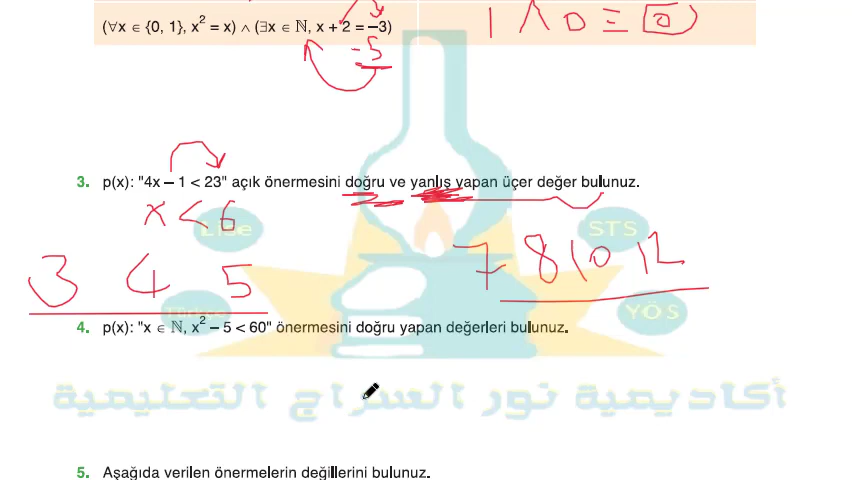 (∀x ∈ {0, 1}, x² = x) ∧ (∃x ∈ ℕ, x + 2 = –3)
1 ∧ 0 ≡ 0
-5
3. p(x): "4x – 1 < 23" açık önermesini doğru ve yanlış yapan üçer değer bulunuz.
x < 6
Lise
STS
3 4 5
7 8 10 12
YÖS
4. p(x): "x ∈ ℕ, x² – 5 < 60" önermesini doğru yapan değerleri bulunuz.
أكاديمية نور السراج التعليمية
5. Aşağıda verilen önermelerin değillerini bulunuz.